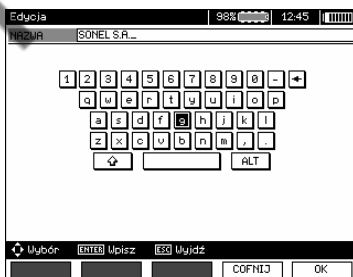 Edycja 98% 12:45
NAZWA SONEL S.A._
1 2 3 4 5 6 7 8 9 0 - ←
q w e r t y u i o p
a s d f g h j k l
z x c v b n m , .
⇧ ALT
Wybór ENTER Wpisz ESC Wyjdź
COFNIJ OK